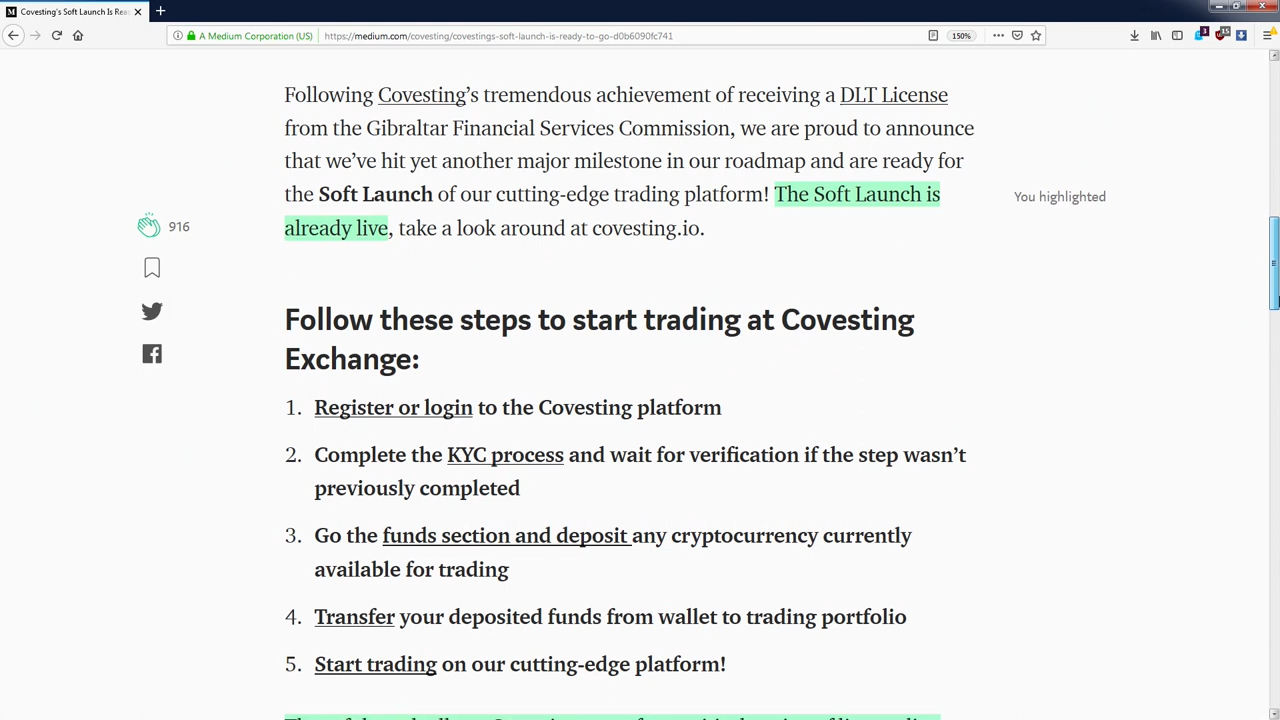 Covesting's Soft Launch Is Rea
A Medium Corporation (US)
https://medium.com/covesting/covestings-soft-launch-is-ready-to-go-d0b6090fc741
150%
3
15
Following Covesting’s tremendous achievement of receiving a DLT License
from the Gibraltar Financial Services Commission, we are proud to announce
that we’ve hit yet another major milestone in our roadmap and are ready for
the Soft Launch of our cutting-edge trading platform! The Soft Launch is
You highlighted
already live, take a look around at covesting.io.
916
Follow these steps to start trading at Covesting
Exchange:
1. Register or login to the Covesting platform
2. Complete the KYC process and wait for verification if the step wasn’t
previously completed
3. Go the funds section and deposit any cryptocurrency currently
available for trading
4. Transfer your deposited funds from wallet to trading portfolio
5. Start trading on our cutting-edge platform!